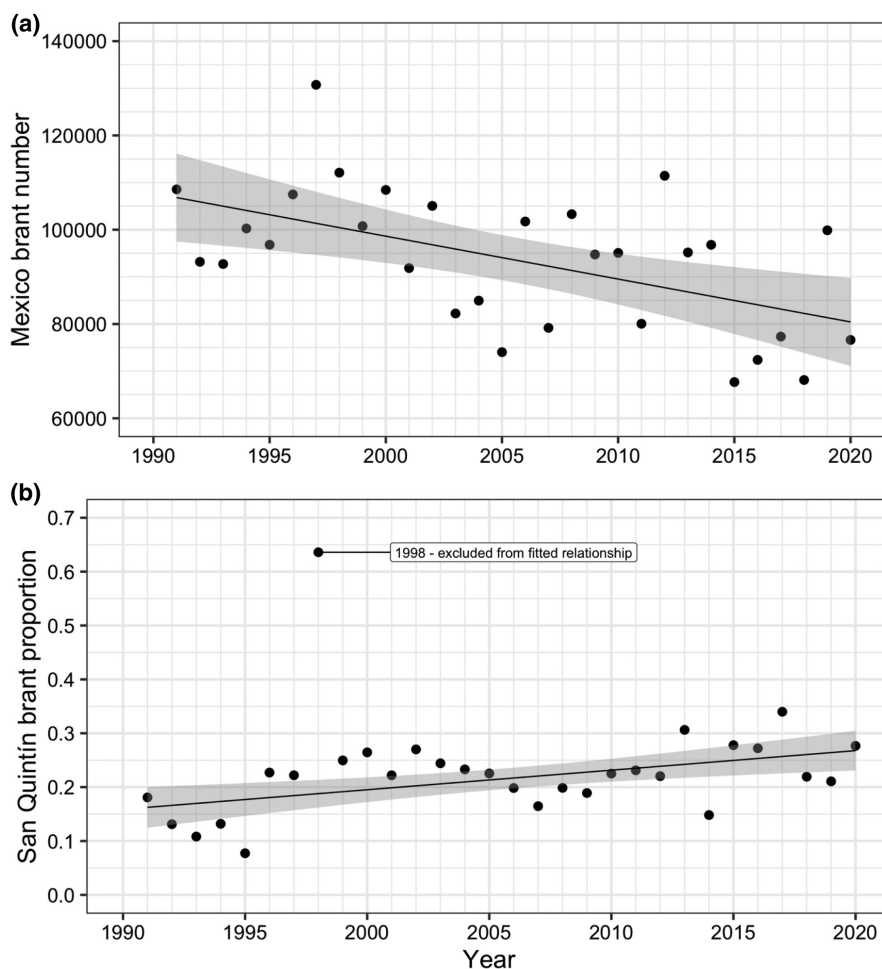 (a)
Mexico brant number
140000
120000
100000
80000
60000
1990 1995 2000 2005 2010 2015 2020
(b)
San Quintín brant proportion
0.7
0.6
0.5
0.4
0.3
0.2
0.1
0.0
1998 - excluded from fitted relationship
1990 1995 2000 2005 2010 2015 2020
Year